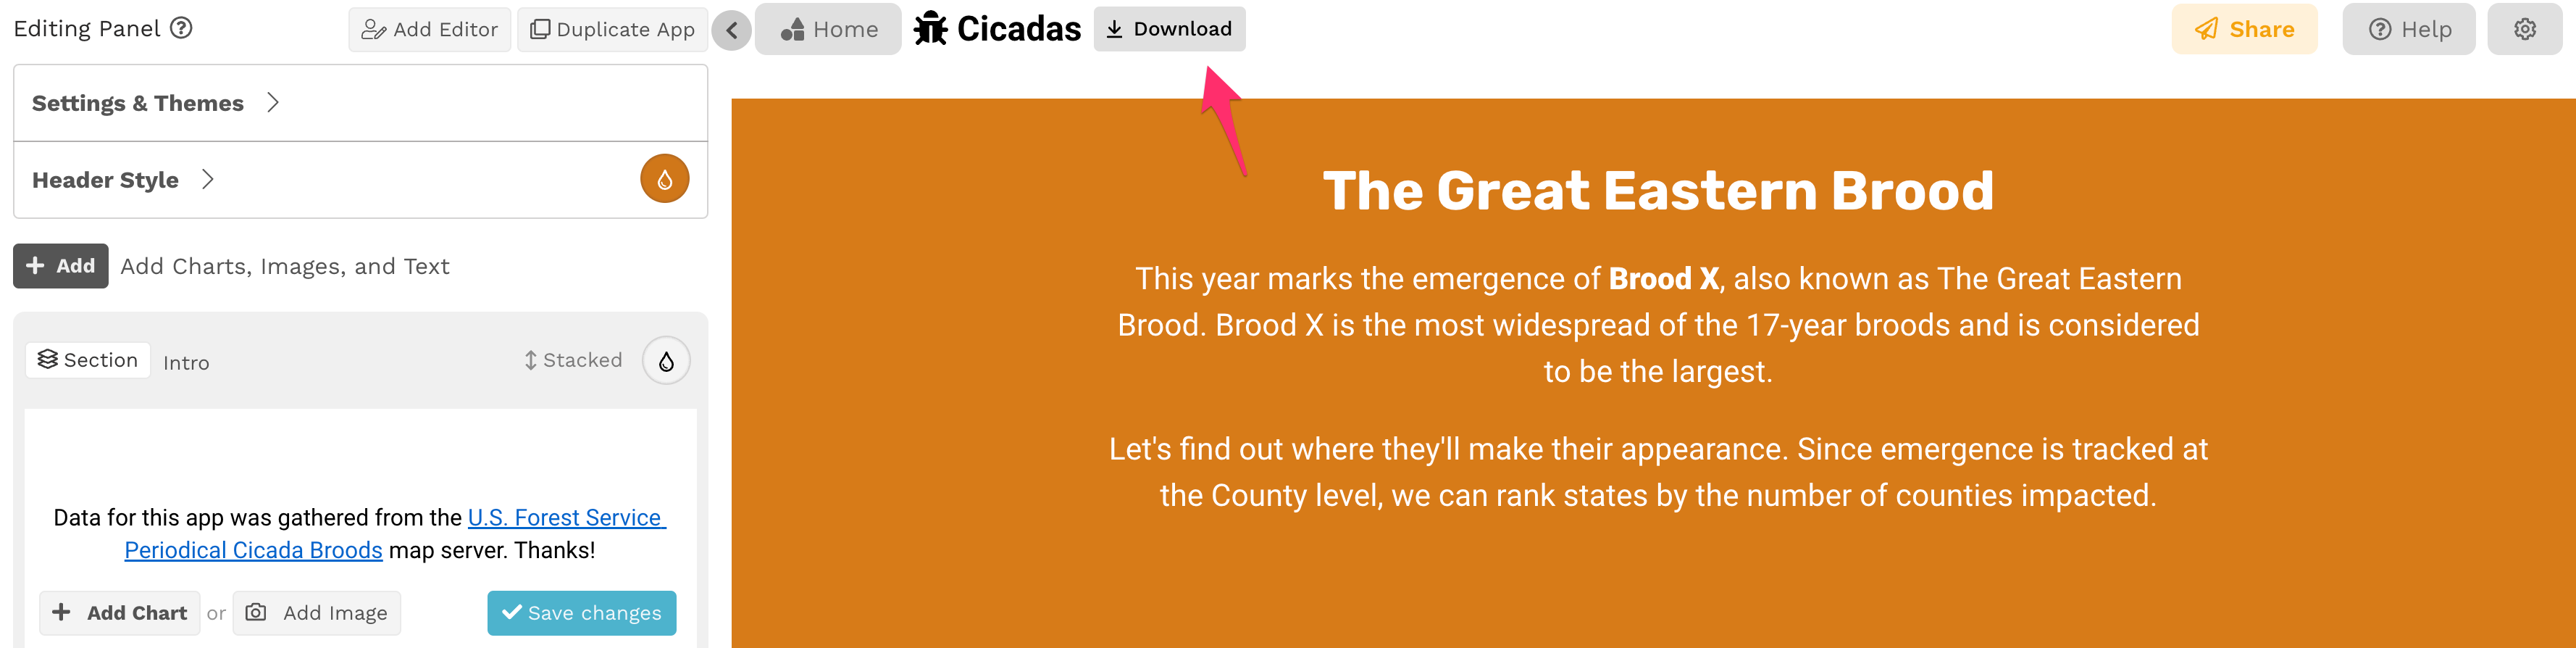 Editing Panel
Add Editor
Duplicate App
Home
Cicadas
Download
Share
Help
Settings & Themes
Header Style
Add
Add Charts, Images, and Text
Section
Intro
Stacked
Data for this app was gathered from the U.S. Forest Service
Periodical Cicada Broods map server. Thanks!
Add Chart
or
Add Image
Save changes
The Great Eastern Brood
This year marks the emergence of Brood X, also known as The Great Eastern
Brood. Brood X is the most widespread of the 17-year broods and is considered
to be the largest.
Let's find out where they'll make their appearance. Since emergence is tracked at
the County level, we can rank states by the number of counties impacted.